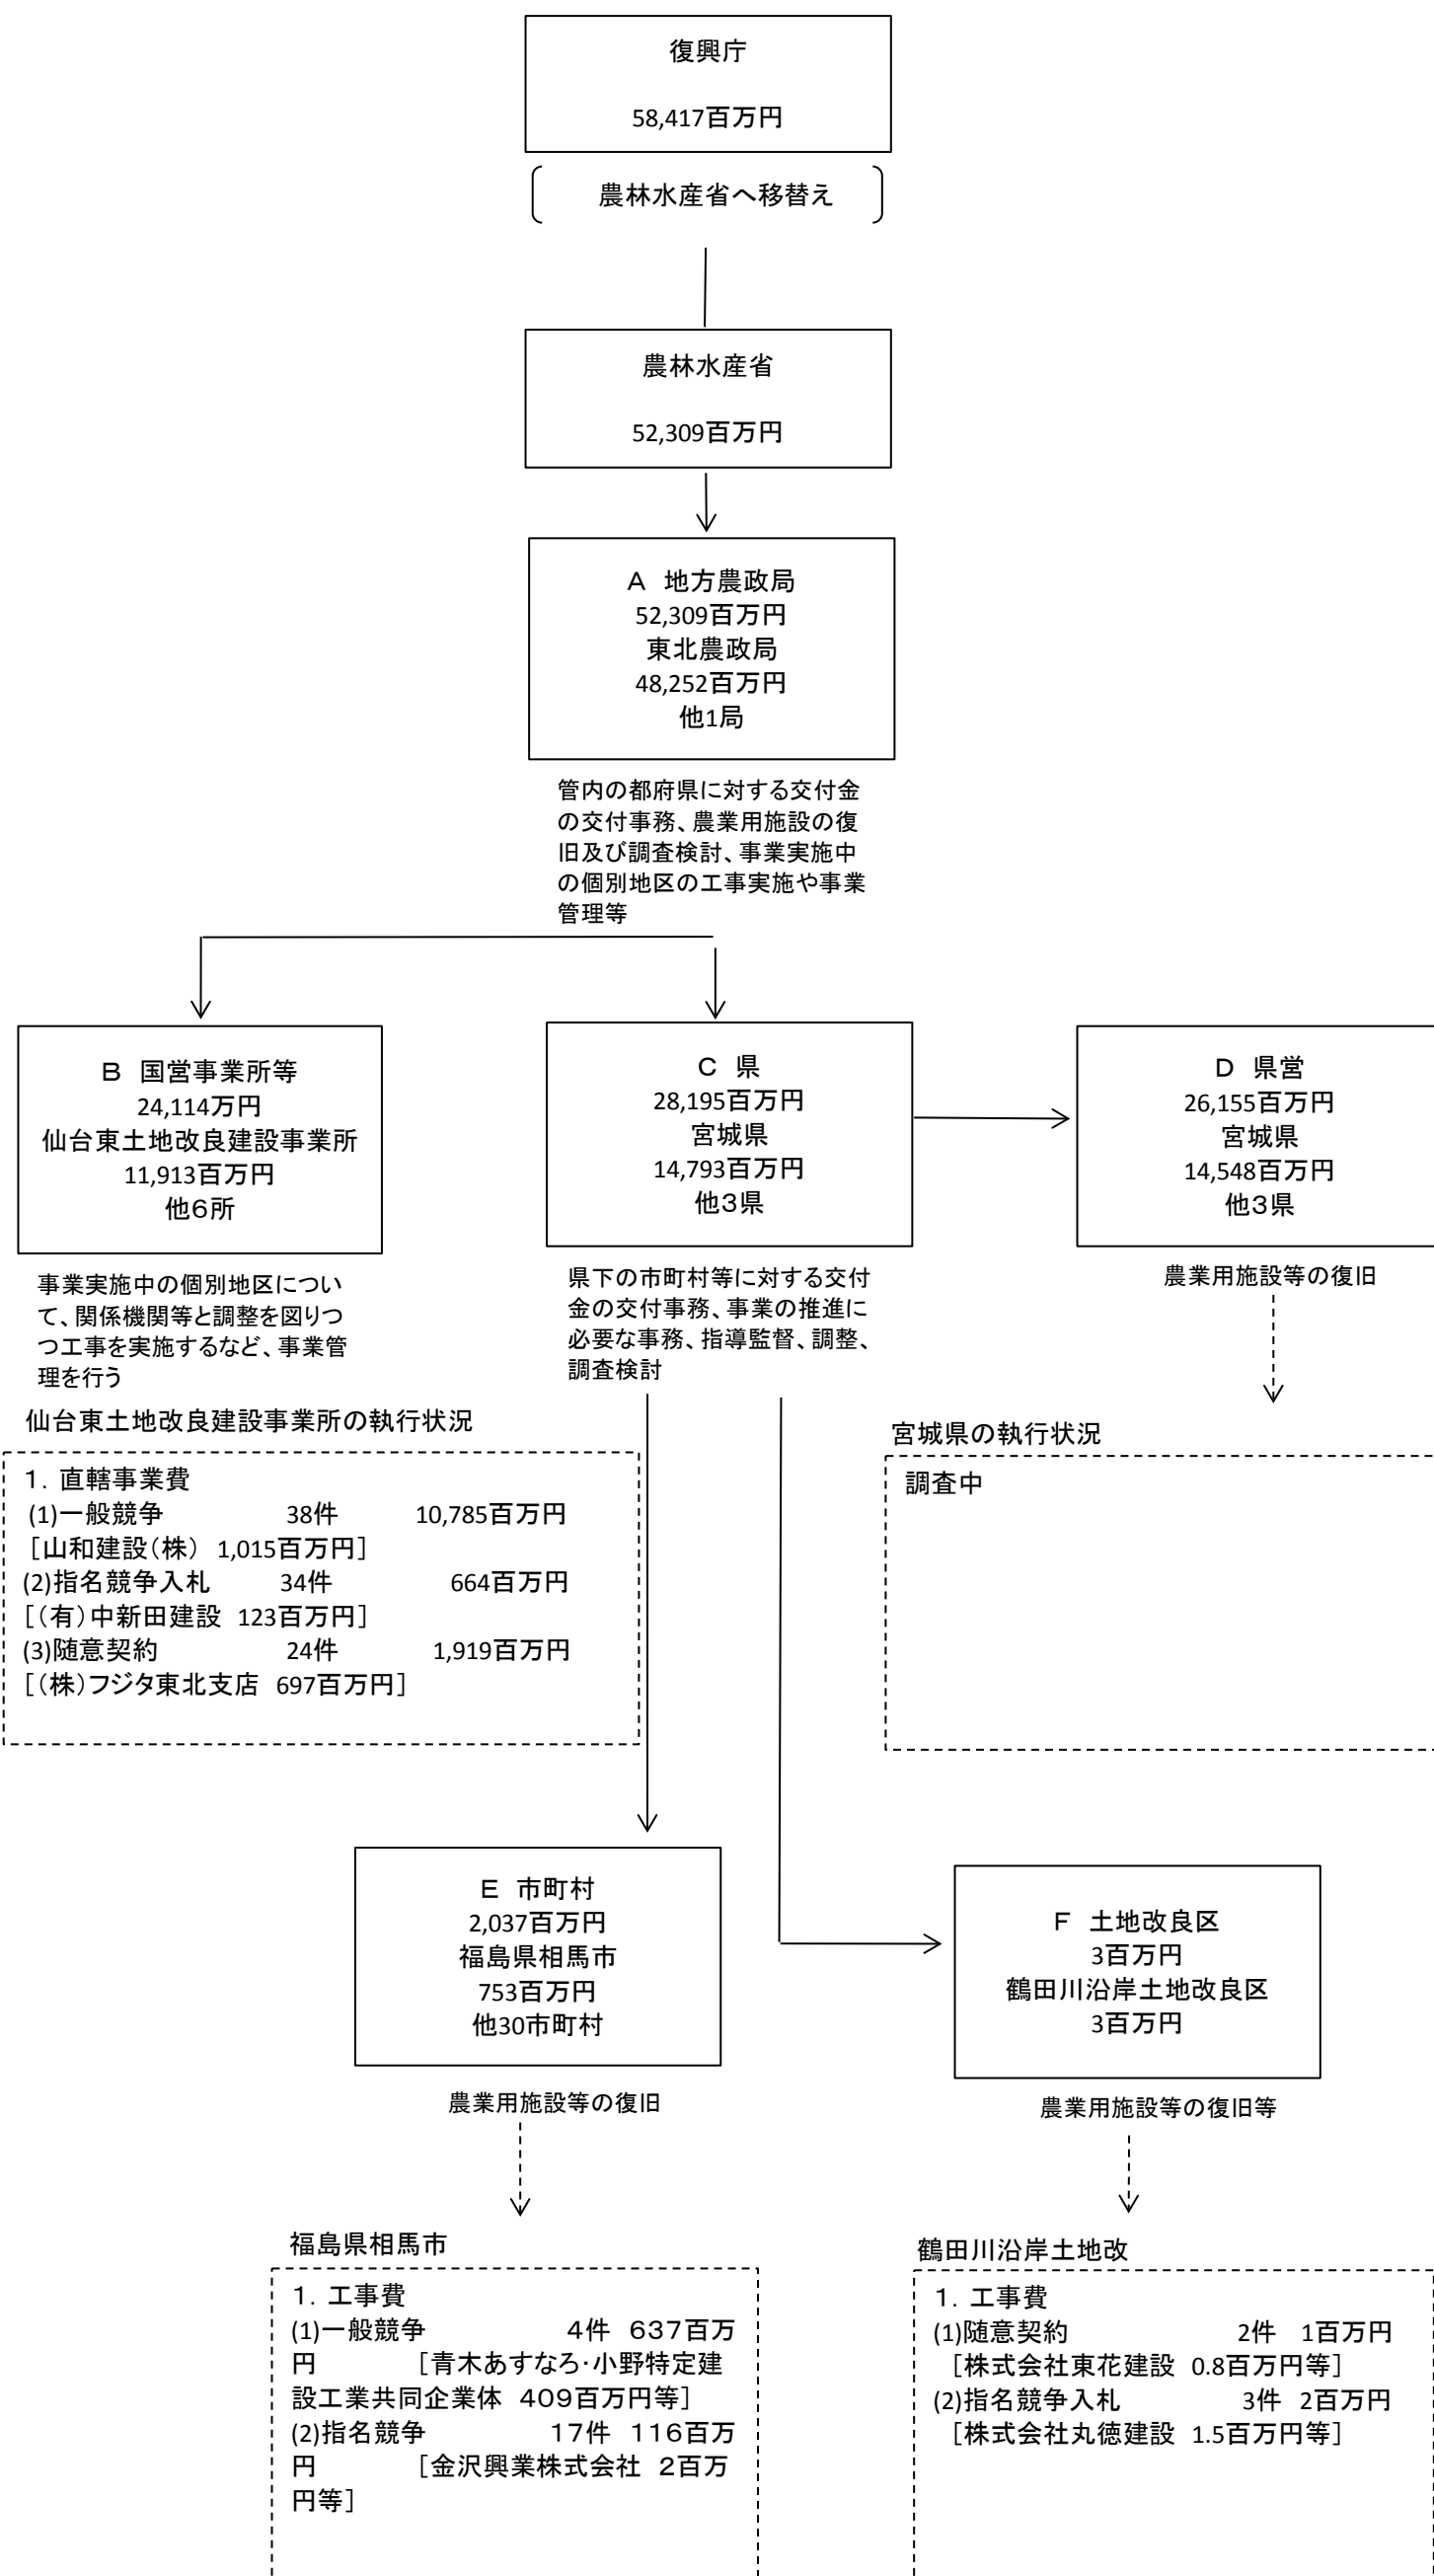 復興庁
58,417百万円
農林水産省へ移替え
農林水産省
52,309百万円
A 地方農政局
52,309百万円
東北農政局
48,252百万円
他1局
管内の都府県に対する交付金
の交付事務、農業用施設の復
旧及び調査検討、事業実施中
の個別地区の工事実施や事業
管理等
B 国営事業所等
24,114万円
仙台東土地改良建設事業所
11,913百万円
他6所
C 県
28,195百万円
宮城県
14,793百万円
他3県
D 県営
26,155百万円
宮城県
14,548百万円
他3県
事業実施中の個別地区につい
て、関係機関等と調整を図りつ
つ工事を実施するなど、事業管
理を行う
県下の市町村等に対する交付
金の交付事務、事業の推進に
必要な事務、指導監督、調整、
調査検討
農業用施設等の復旧
仙台東土地改良建設事業所の執行状況
1. 直轄事業費
(1)一般競争 38件 10,785百万円
[山和建設(株) 1,015百万円]
(2)指名競争入札 34件 664百万円
[(有)中新田建設 123百万円]
(3)随意契約 24件 1,919百万円
[(株)フジタ東北支店 697百万円]
宮城県の執行状況
調査中
E 市町村
2,037百万円
福島県相馬市
753百万円
他30市町村
F 土地改良区
3百万円
鶴田川沿岸土地改良区
3百万円
農業用施設等の復旧
農業用施設等の復旧等
福島県相馬市
1. 工事費
(1)一般競争 4件 637百万
円 [青木あすなろ・小野特定建
設工業共同企業体 409百万円等]
(2)指名競争 17件 116百万
円 [金沢興業株式会社 2百万
円等]
鶴田川沿岸土地改
1. 工事費
(1)随意契約 2件 1百万円
[株式会社東花建設 0.8百万円等]
(2)指名競争入札 3件 2百万円
[株式会社丸徳建設 1.5百万円等]